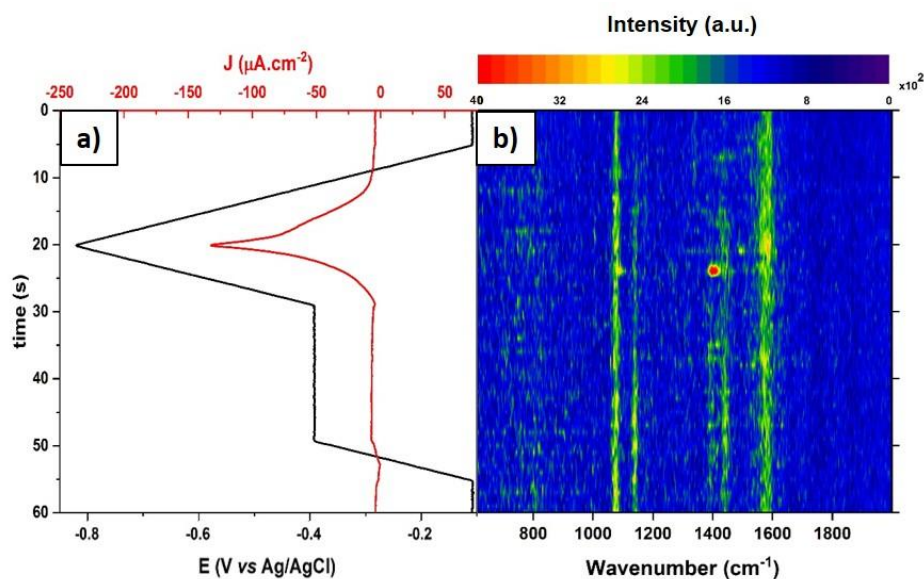 J (μA.cm⁻²)
-250 -200 -150 -100 -50 0 50
a)
0
10
20
30
40
50
60
time (s)
-0.8 -0.6 -0.4 -0.2
E (V vs Ag/AgCl)
Intensity (a.u.)
40 32 24 16 8 0
x10²
b)
800 1000 1200 1400 1600 1800
Wavenumber (cm⁻¹)